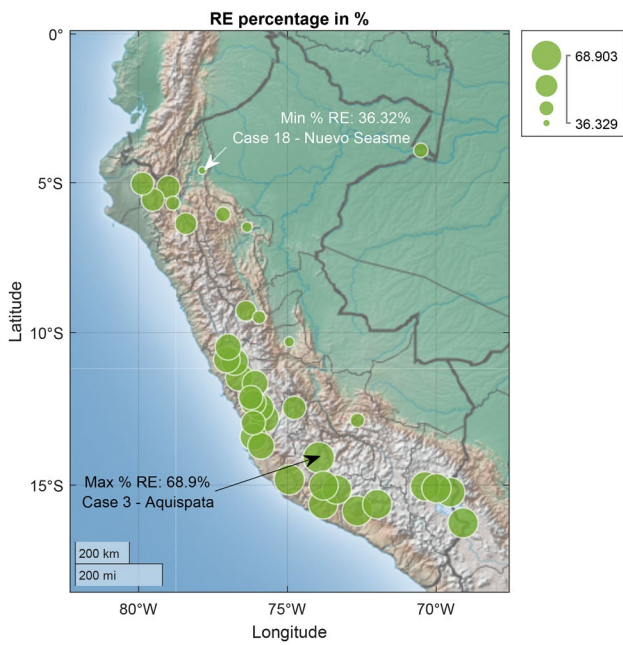 RE percentage in %
0°
68.903
36.329
Min % RE: 36.32%
Case 18 - Nuevo Seasme
5°S
Latitude
10°S
Max % RE: 68.9%
Case 3 - Aquispata
15°S
200 km
200 mi
80°W
75°W
70°W
Longitude